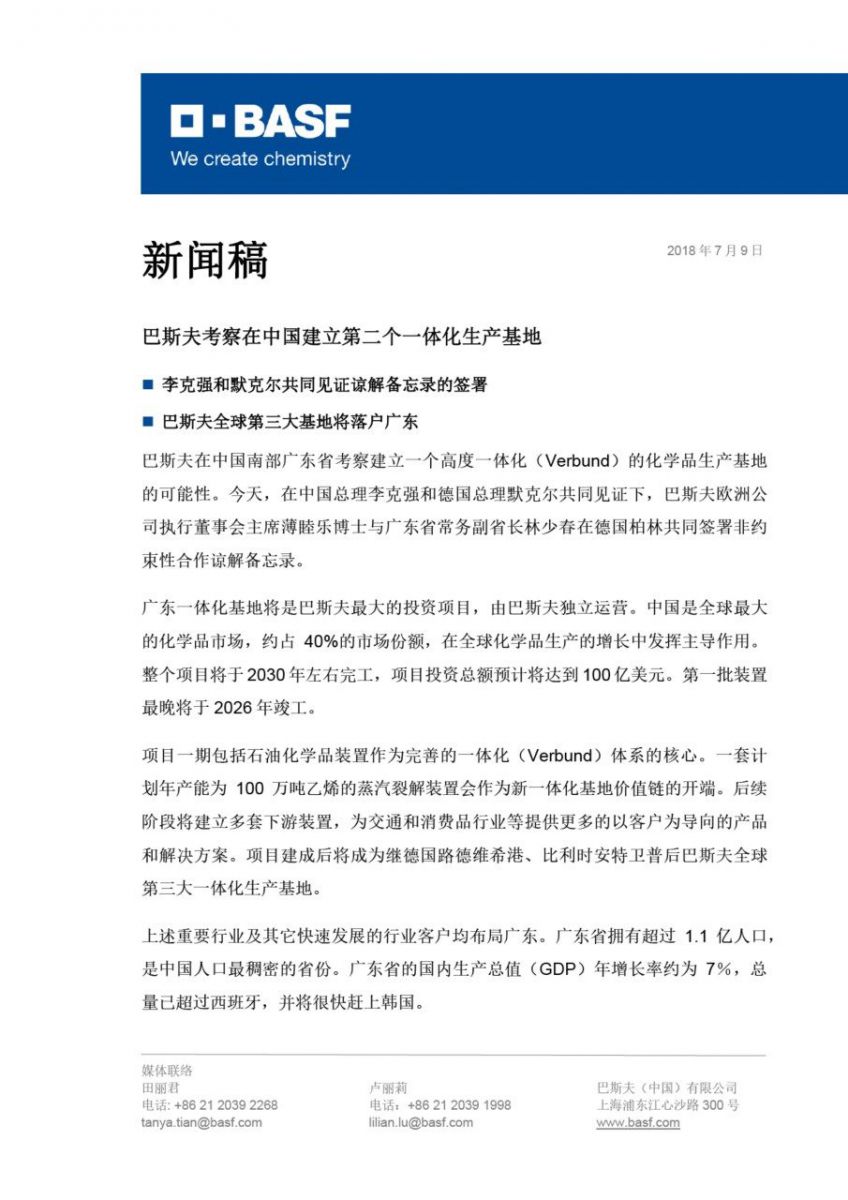 BASF
We create chemistry
新闻稿
2018 年 7 月 9 日
巴斯夫考察在中国建立第二个一体化生产基地
■ 李克强和默克尔共同见证谅解备忘录的签署
■ 巴斯夫全球第三大基地将落户广东
巴斯夫在中国南部广东省考察建立一个高度一体化（Verbund）的化学品生产基地
的可能性。今天，在中国总理李克强和德国总理默克尔共同见证下，巴斯夫欧洲公
司执行董事会主席薄睦乐博士与广东省常务副省长林少春在德国柏林共同签署非约
束性合作谅解备忘录。
广东一体化基地将是巴斯夫最大的投资项目，由巴斯夫独立运营。中国是全球最大
的化学品市场，约占 40%的市场份额，在全球化学品生产的增长中发挥主导作用。
整个项目将于 2030 年左右完工，项目投资总额预计将达到 100 亿美元。第一批装置
最晚将于 2026 年竣工。
项目一期包括石油化学品装置作为完善的一体化（Verbund）体系的核心。一套计
划年产能为 100 万吨乙烯的蒸汽裂解装置会作为新一体化基地价值链的开端。后续
阶段将建立多套下游装置，为交通和消费品行业等提供更多的以客户为导向的产品
和解决方案。项目建成后将成为继德国路德维希港、比利时安特卫普后巴斯夫全球
第三大一体化生产基地。
上述重要行业及其它快速发展的行业客户均布局广东。广东省拥有超过 1.1 亿人口，
是中国人口最稠密的省份。广东省的国内生产总值（GDP）年增长率约为 7%，总
量已超过西班牙，并将很快赶上韩国。
媒体联络
田丽君
电话: +86 21 2039 2268
tanya.tian@basf.com
卢丽莉
电话：+86 21 2039 1998
lilian.lu@basf.com
巴斯夫（中国）有限公司
上海浦东江心沙路 300 号
www.basf.com